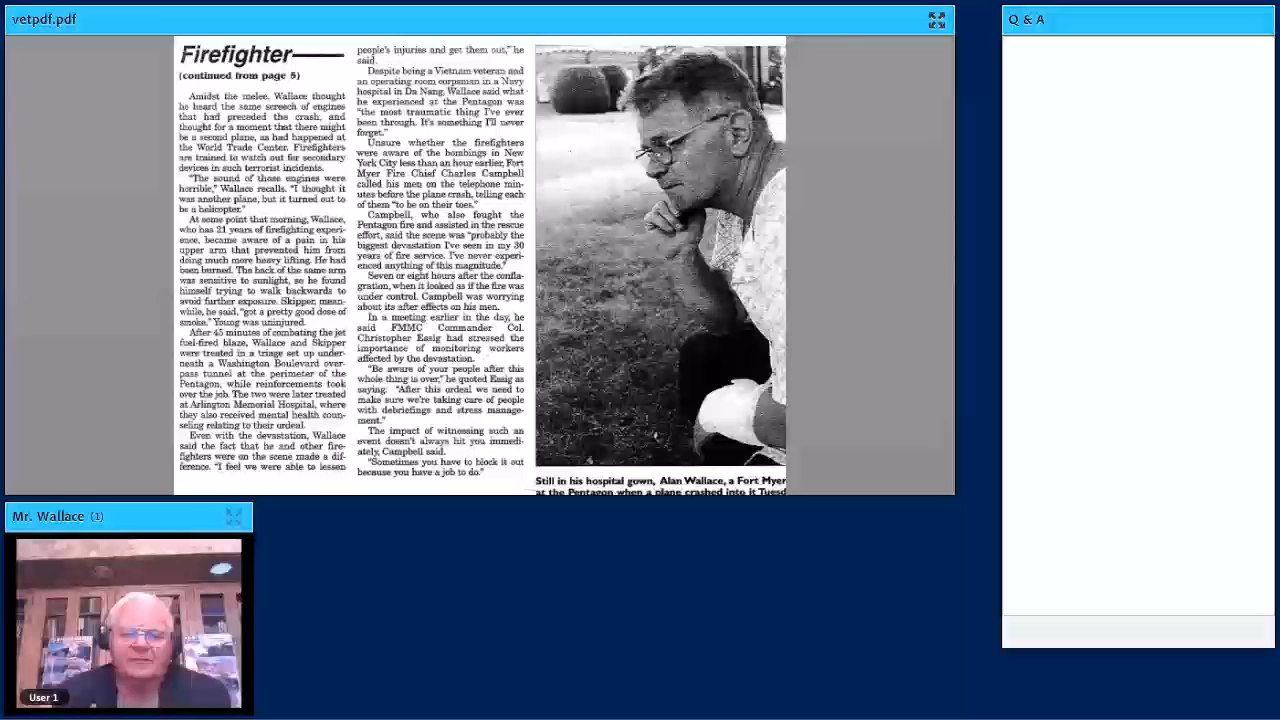 vetpdf.pdf
Firefighter
(continued from page 5)
Amidst the melee, Wallace thought
he heard the same screech of engines
that had preceded the crash, and
thought for a moment that there might
be a second plane, as had happened at
the World Trade Center. Firefighters
are trained to watch out for secondary
devices in such terrorist incidents.
"The sound of those engines were
horrible," Wallace recalls. "I thought it
was another plane, but it turned out to
be a helicopter."
At some point that morning, Wallace,
who has 21 years of firefighting experi-
ence, became aware of a pain in his
upper arm that prevented him from
doing much more heavy lifting. He had
been burned. The back of the same arm
was sensitive to sunlight, so he found
himself trying to walk backwards to
avoid further exposure. Skipper, mean-
while, he said, "got a pretty good dose of
smoke." Young was uninjured.
After 45 minutes of combating the jet
fuel-fired blaze, Wallace and Skipper
were treated in a triage set up under-
neath a Washington Boulevard over-
pass tunnel at the perimeter of the
Pentagon, while reinforcements took
over the job. The two were later treated
at Arlington Memorial Hospital, where
they also received mental health coun-
seling relating to their ordeal.
Even with the devastation, Wallace
said the fact that he and other fire-
fighters were on the scene made a dif-
ference. "I feel we were able to lessen
people's injuries and get them out," he
said.
Despite being a Vietnam veteran and
an operating room corpsman in a Navy
hospital in Da Nang, Wallace said what
he experienced at the Pentagon was
"the most traumatic thing I've ever
been through. It's something I'll never
forget."
Unsure whether the firefighters
were aware of the bombings in New
York City less than an hour earlier, Fort
Myer Fire Chief Charles Campbell
called his men on the telephone min-
utes before the plane crash, telling each
of them "to be on their toes."
Campbell, who also fought the
Pentagon fire and assisted in the rescue
effort, said the scene was "probably the
biggest devastation I've seen in my 30
years of fire service. I've never experi-
enced anything of this magnitude."
Seven or eight hours after the confla-
gration, when it looked as if the fire was
under control, Campbell was worrying
about its after effects on his men.
In a meeting earlier in the day, he
said FMMC Commander Col.
Christopher Essig had stressed the
importance of monitoring workers
affected by the devastation.
"Be aware of your people after this
whole thing is over," he quoted Essig as
saying. "After this ordeal we need to
make sure we're taking care of people
with debriefings and stress manage-
ment."
The impact of witnessing such an
event doesn't always hit you immedi-
ately, Campbell said.
"Sometimes you have to block it out
because you have a job to do."
Still in his hospital gown, Alan Wallace, a Fort Myer
at the Pentagon when a plane crashed into it Tuesd
Q & A
Mr. Wallace (1)
User 1